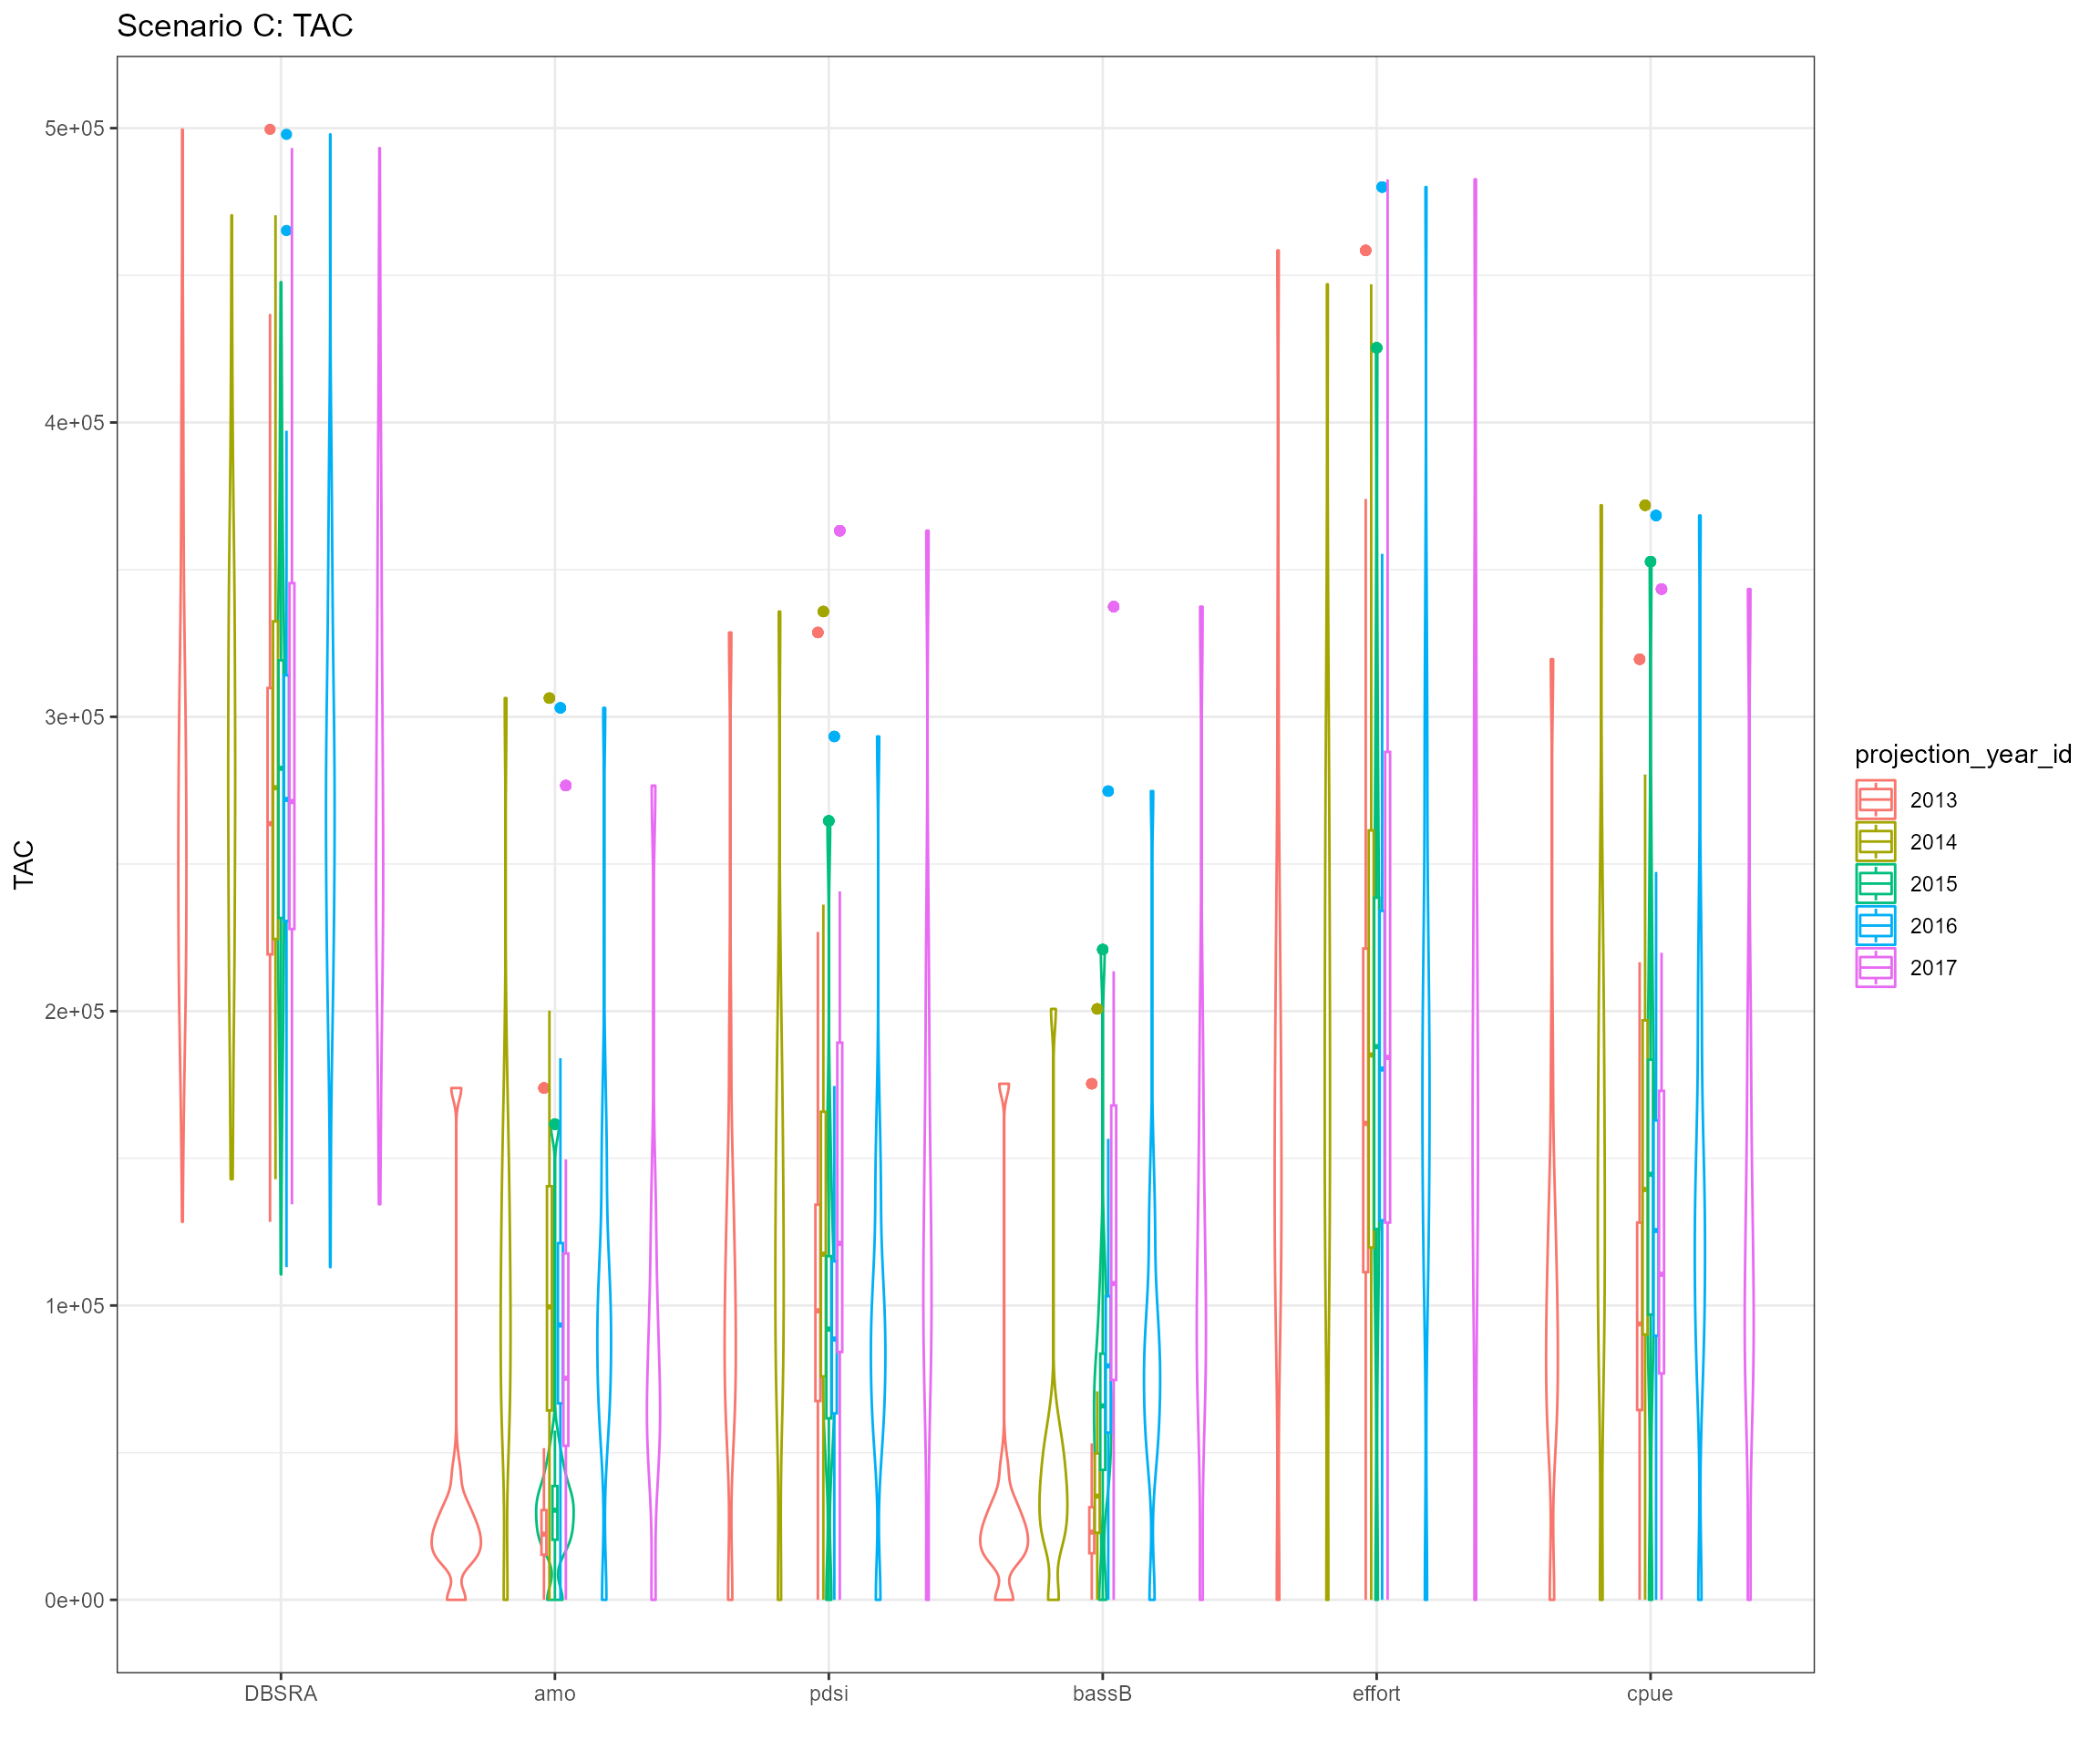 Scenario C: TAC
5e+05
4e+05
3e+05
2e+05
1e+05
0e+00
TAC
DBSRA amo pdsi bassB effort cpue
projection_year_id
2013
2014
2015
2016
2017